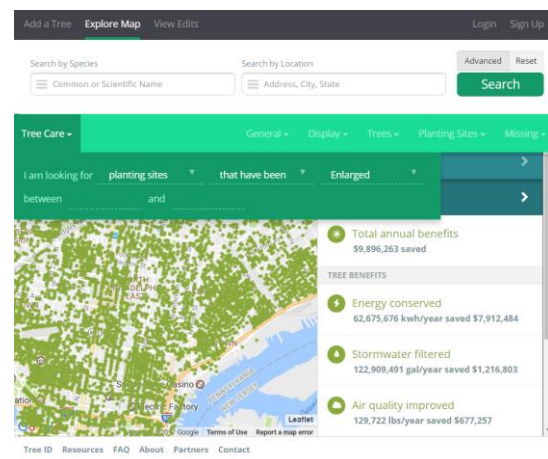 Add a Tree Explore Map View Edits Login Sign Up
Search by Species Search by Location Advanced Reset
Common or Scientific Name Address, City, State Search
Tree Care General Display Trees Planting Sites Missing
I am looking for planting sites that have been Enlarged
between and
Total annual benefits
$9,896,263 saved
TREE BENEFITS
Energy conserved
62,675,676 kwh/year saved $7,912,484
Stormwater filtered
122,909,491 gal/year saved $1,216,803
Air quality improved
129,722 lbs/year saved $677,257
PENNSYLVANIA
NEW JERSEY
Electric Factory
Leaflet
Google Terms of Use Report a map error
Tree ID Resources FAQ About Partners Contact